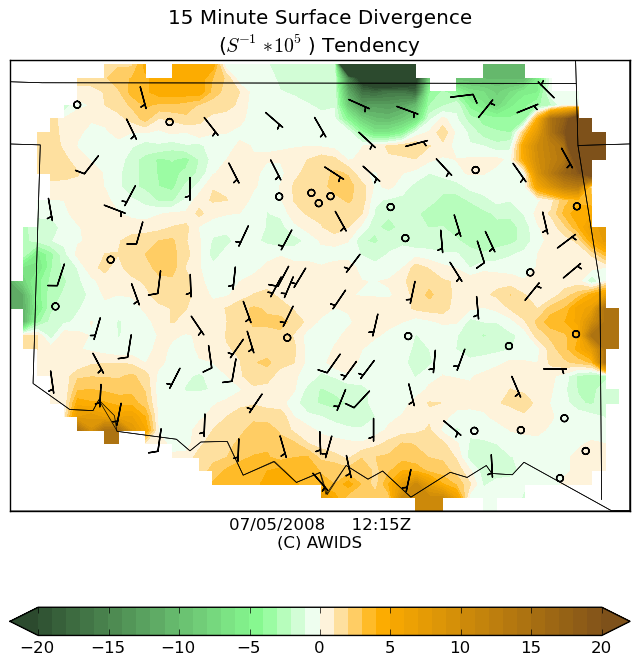 15 Minute Surface Divergence
(S⁻¹ * 10⁵ ) Tendency
07/05/2008 12:15Z
(C) AWIDS
−20 −15 −10 −5 0 5 10 15 20